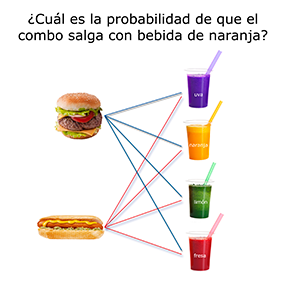 ¿Cuál es la probabilidad de que el
combo salga con bebida de naranja?
uva
naranja
limón
fresa